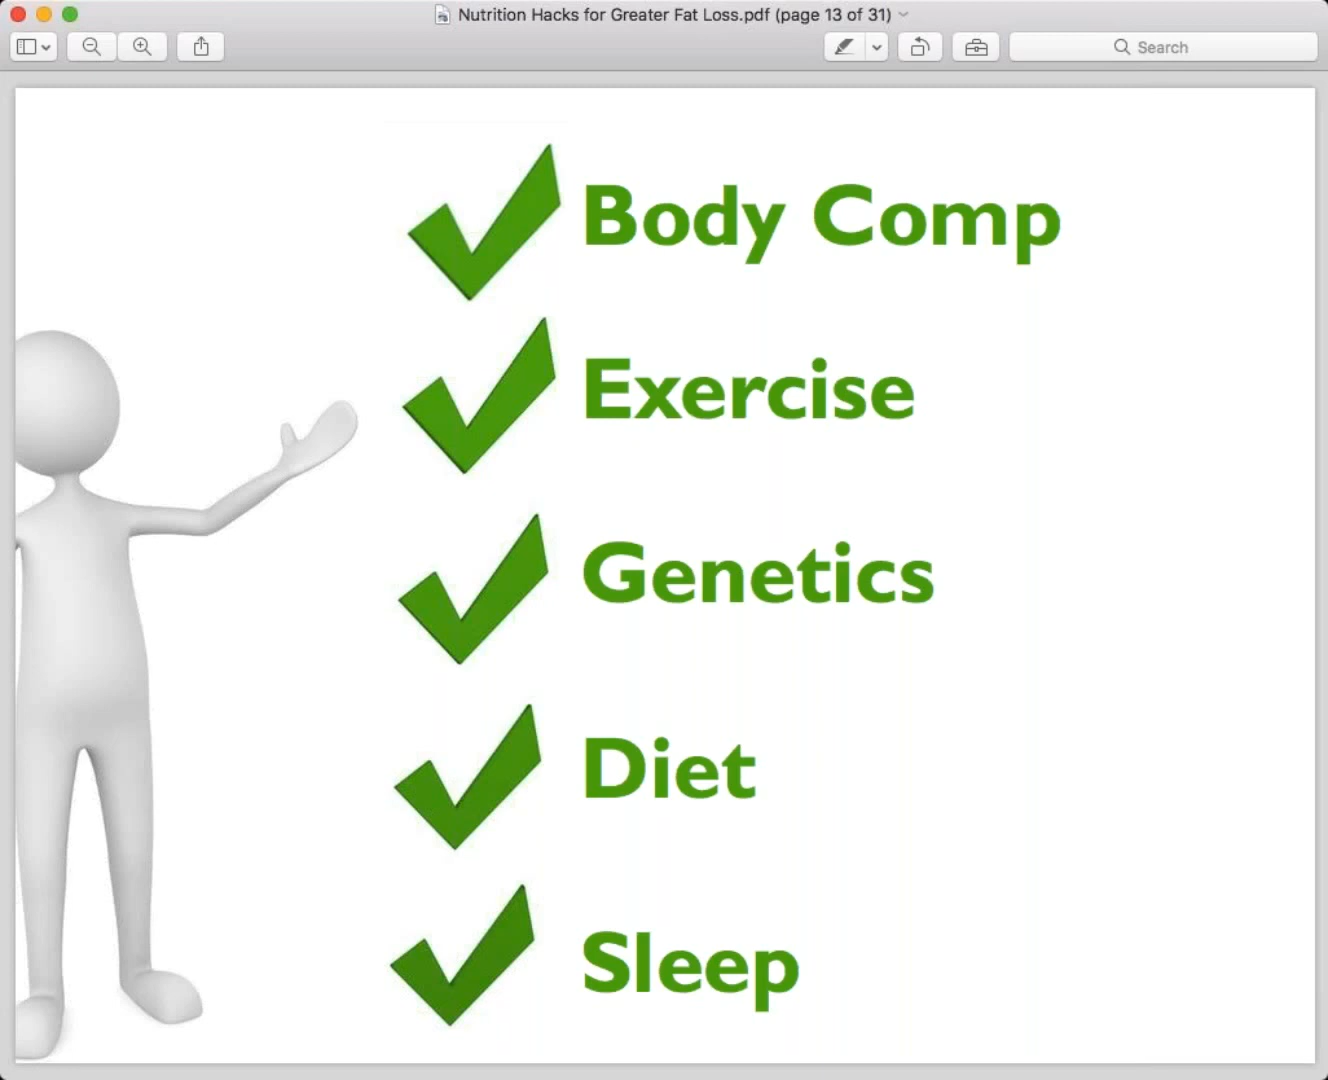 Nutrition Hacks for Greater Fat Loss.pdf (page 13 of 31)
Search
Body Comp
Exercise
Genetics
Diet
Sleep